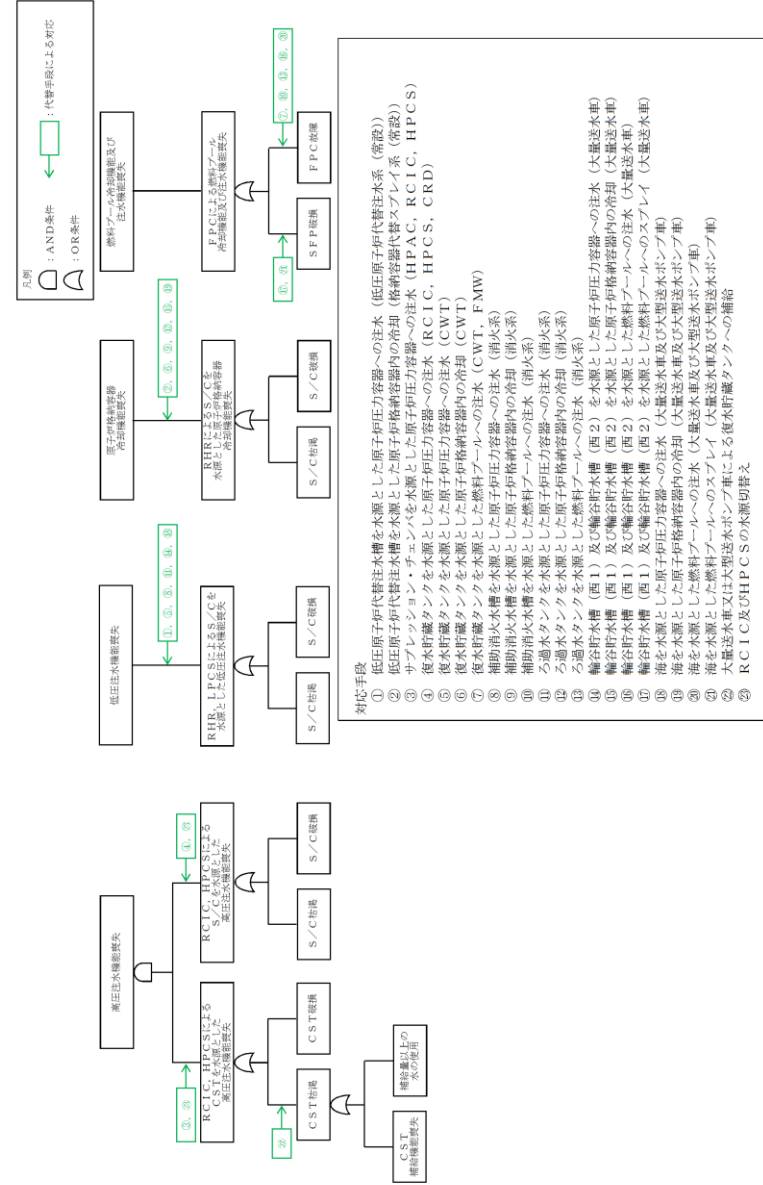 凡例
：AND条件
：代替手段による対応
：OR条件
高圧注水機能喪失
低圧注水機能喪失
原子炉格納容器
冷却機能喪失
燃料プール冷却機能及び
注水機能喪失
④，㉓
①，⑤，⑧，⑪，⑭，⑱
②，⑥，⑨，⑫，⑮，⑲
ＲＣＩＣ，ＨＰＣＳによる
ＣＳＴを水源とした
高圧注水機能喪失
ＲＣＩＣ，ＨＰＣＳによる
Ｓ／Ｃを水源とした
高圧注水機能喪失
ＲＨＲ，ＬＰＣＳによるＳ／Ｃを
水源とした低圧注水機能喪失
ＲＨＲによるＳ／Ｃを
水源とした原子炉格納容器
冷却機能喪失
ＦＰＣによる燃料プール
冷却機能及び注水機能喪失
㉒
⑰，㉑
ＣＳＴ枯渇
ＣＳＴ破損
Ｓ／Ｃ枯渇
Ｓ／Ｃ破損
Ｓ／Ｃ枯渇
Ｓ／Ｃ破損
Ｓ／Ｃ枯渇
Ｓ／Ｃ破損
ＳＦＰ破損
ＦＰＣ故障
ＣＳＴ
補給機能喪失
補給量以上の
水の使用
対応手段
① 低圧原子炉代替注水槽を水源とした原子炉圧力容器への注水（低圧原子炉代替注水系（常設））
② 低圧原子炉代替注水槽を水源とした原子炉格納容器内の冷却（格納容器代替スプレイ系（常設））
③ サプレッション・チェンバを水源とした原子炉圧力容器への注水（ＨＰＡＣ，ＲＣＩＣ，ＨＰＣＳ）
④ 復水貯蔵タンクを水源とした原子炉圧力容器への注水（ＲＣＩＣ，ＨＰＣＳ，ＣＲＤ）
⑤ 復水貯蔵タンクを水源とした原子炉圧力容器への注水（ＣＷＴ）
⑥ 復水貯蔵タンクを水源とした原子炉格納容器内の冷却（ＣＷＴ）
⑦ 復水貯蔵タンクを水源とした燃料プールへの注水（ＣＷＴ，ＦＭＷ）
⑧ 補助消火水槽を水源とした原子炉圧力容器への注水（消火系）
⑨ 補助消火水槽を水源とした原子炉格納容器内の冷却（消火系）
⑩ 補助消火水槽を水源とした燃料プールへの注水（消火系）
⑪ ろ過水タンクを水源とした原子炉圧力容器への注水（消火系）
⑫ ろ過水タンクを水源とした原子炉格納容器内の冷却（消火系）
⑬ ろ過水タンクを水源とした燃料プールへの注水（消火系）
⑭ 輪谷貯水槽（西１）及び輪谷貯水槽（西２）を水源とした原子炉圧力容器への注水（大量送水車）
⑮ 輪谷貯水槽（西１）及び輪谷貯水槽（西２）を水源とした原子炉格納容器内の冷却（大量送水車）
⑯ 輪谷貯水槽（西１）及び輪谷貯水槽（西２）を水源とした燃料プールへの注水（大量送水車）
⑰ 輪谷貯水槽（西１）及び輪谷貯水槽（西２）を水源とした燃料プールへのスプレイ（大量送水車）
⑱ 海を水源とした原子炉圧力容器への注水（大量送水車及び大型送水ポンプ車）
⑲ 海を水源とした原子炉格納容器内の冷却（大量送水車及び大型送水ポンプ車）
⑳ 海を水源とした燃料プールへの注水（大量送水車及び大型送水ポンプ車）
㉑ 海を水源とした燃料プールへのスプレイ（大量送水車及び大型送水ポンプ車）
㉒ 大量送水車又は大型送水ポンプ車による復水貯蔵タンクへの補給
㉓ ＲＣＩＣ及びＨＰＣＳの水源切替え